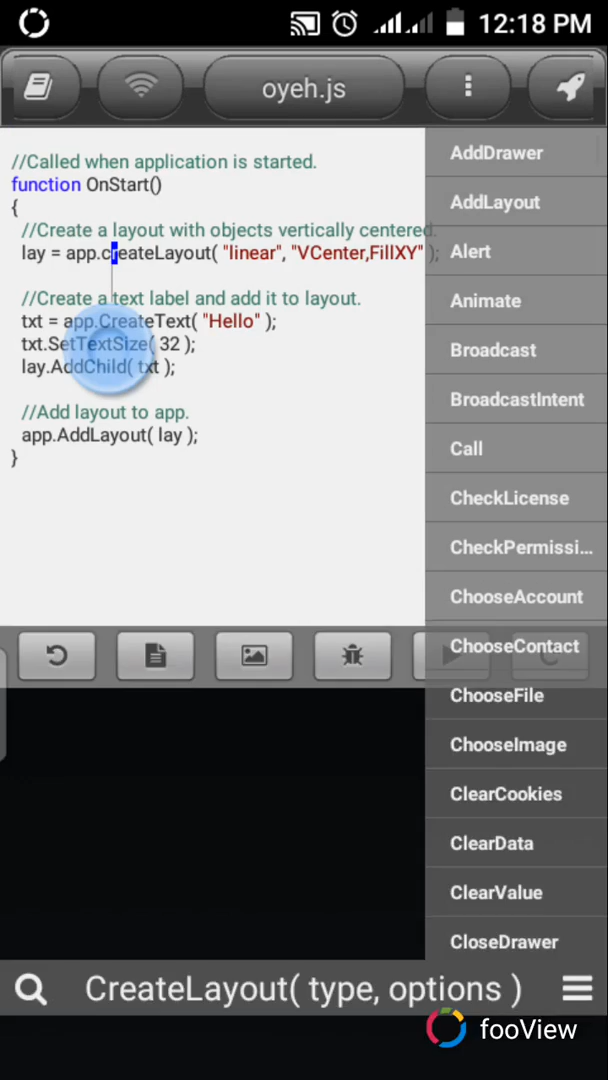 12:18 PM
oyeh.js
//Called when application is started.
function OnStart()
{
//Create a layout with objects vertically centered.
lay = app.createLayout( "linear", "VCenter,FillXY" );
//Create a text label and add it to layout.
txt = app.CreateText( "Hello" );
txt.SetTextSize( 32 );
lay.AddChild( txt );
//Add layout to app.
app.AddLayout( lay );
}
AddDrawer
AddLayout
Alert
Animate
Broadcast
BroadcastIntent
Call
CheckLicense
CheckPermissi...
ChooseAccount
ChooseContact
ChooseFile
ChooseImage
ClearCookies
ClearData
ClearValue
CloseDrawer
CreateLayout( type, options )
fooView